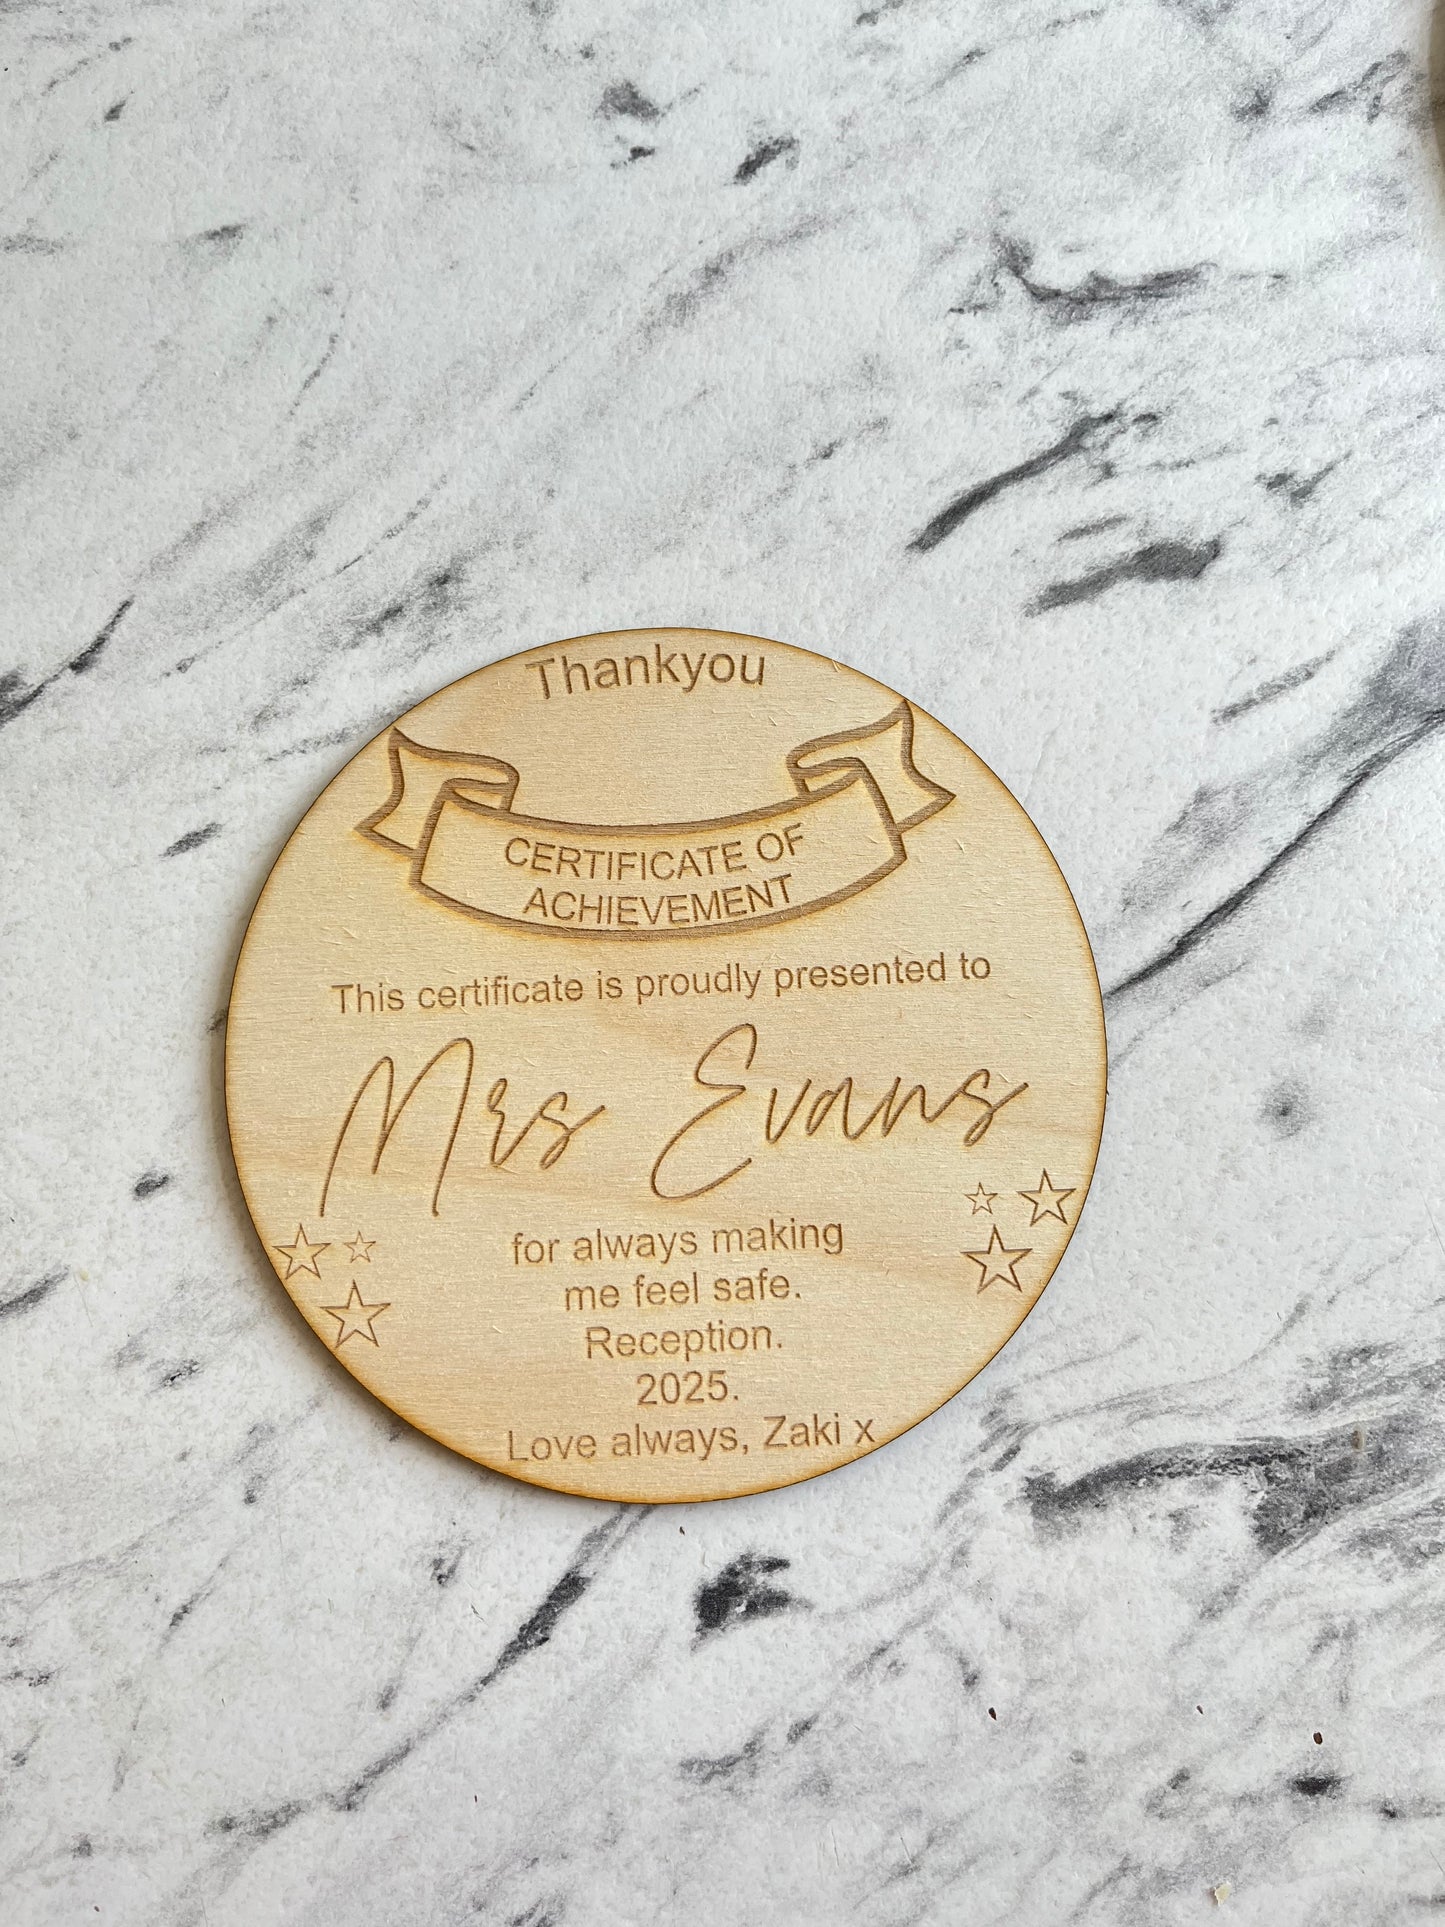 Thankyou
CERTIFICATE OF
ACHIEVEMENT
This certificate is proudly presented to
Mrs Evans
for always making
me feel safe.
Reception.
2025.
Love always, Zaki x